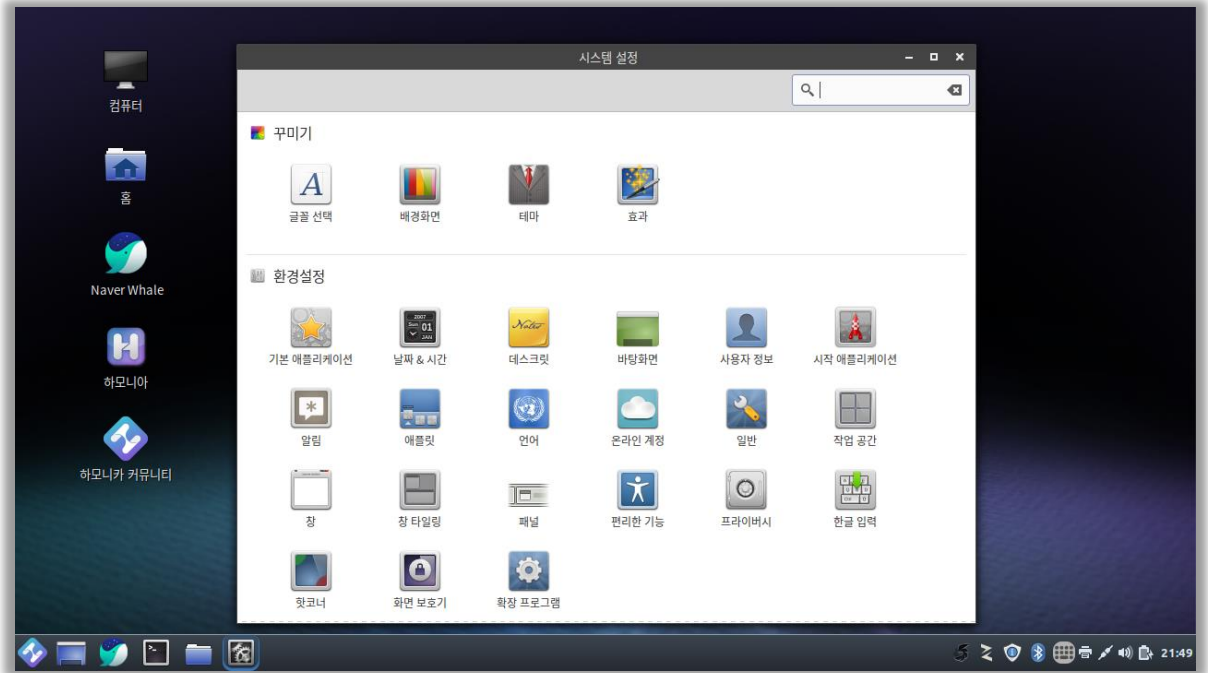 시스템 설정
컴퓨터
홈
Naver Whale
하모니아
하모니카 커뮤니티
꾸미기
글꼴 선택
배경화면
테마
효과
환경설정
기본 애플리케이션
날짜 & 시간
데스크릿
바탕화면
사용자 정보
시작 애플리케이션
알림
애플릿
언어
온라인 계정
일반
작업 공간
창
창 타일링
패널
편리한 기능
프라이버시
한글 입력
핫코너
화면 보호기
확장 프로그램
21:49